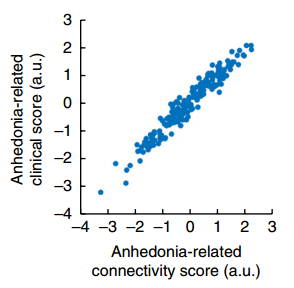 Anhedonia-related
clinical score (a.u.)
3
2
1
0
−1
−2
−3
−4
−4 −3 −2 −1 0 1 2 3
Anhedonia-related
connectivity score (a.u.)